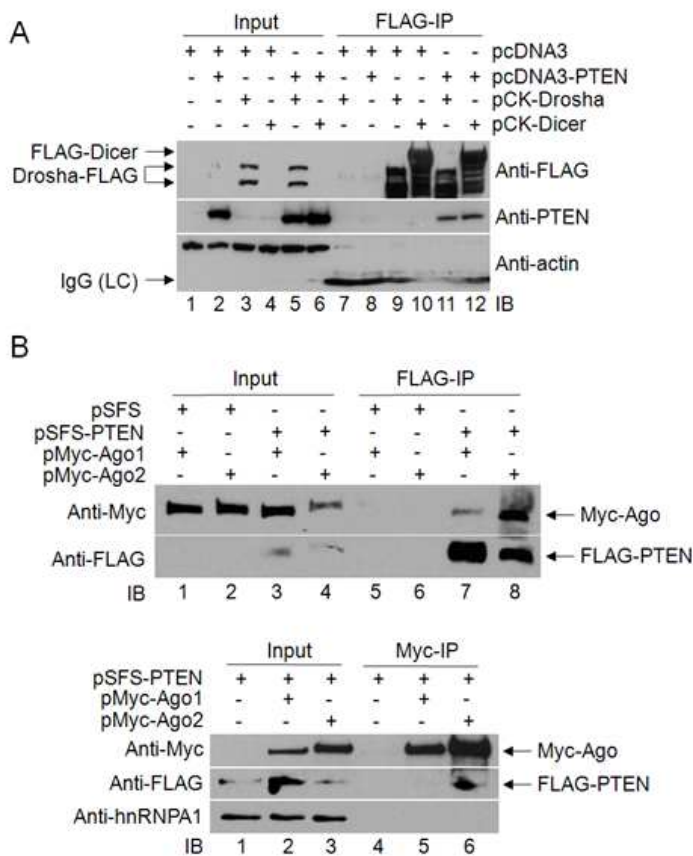 A
Input FLAG-IP
+ + + + - - + + + + - - pcDNA3
- + - - + + - + - - + + pcDNA3-PTEN
- - + - + - + - + - + - pCK-Drosha
- - - + - + - - - + - + pCK-Dicer
FLAG-Dicer
Drosha-FLAG
Anti-FLAG
Anti-PTEN
Anti-actin
IgG (LC)
1 2 3 4 5 6 7 8 9 10 11 12 IB
B
Input FLAG-IP
pSFS + + - - + + - -
pSFS-PTEN - - + + - - + +
pMyc-Ago1 + - + - + - + -
pMyc-Ago2 - + - + - + - +
Anti-Myc Myc-Ago
Anti-FLAG FLAG-PTEN
IB 1 2 3 4 5 6 7 8
Input Myc-IP
pSFS-PTEN + + + + + +
pMyc-Ago1 - + - - + -
pMyc-Ago2 - - + - - +
Anti-Myc Myc-Ago
Anti-FLAG FLAG-PTEN
Anti-hnRNPA1
IB 1 2 3 4 5 6